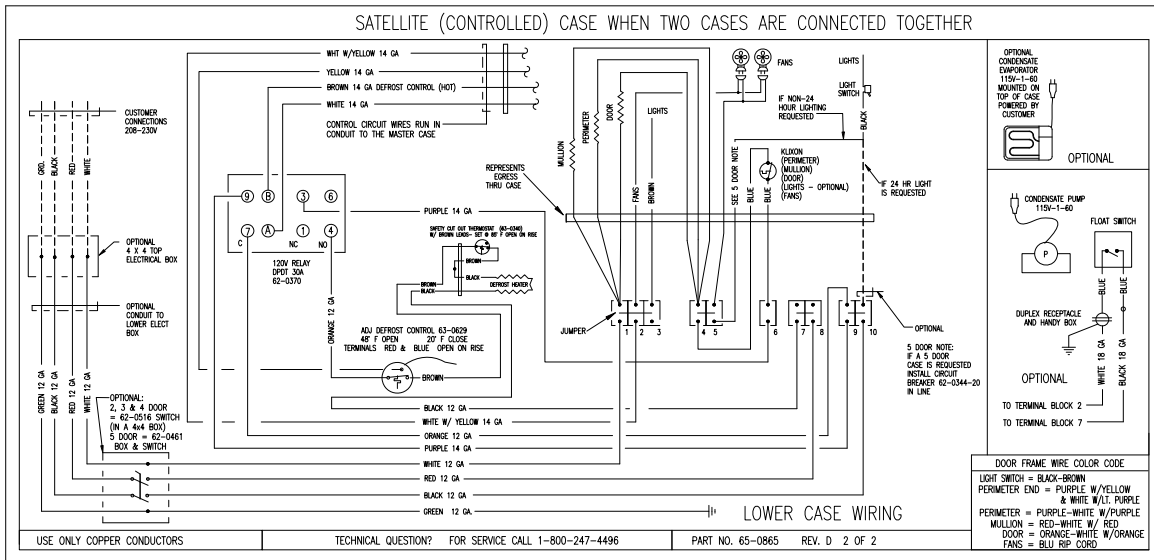 SATELLITE (CONTROLLED) CASE WHEN TWO CASES ARE CONNECTED TOGETHER
WHT W/YELLOW 14 GA
YELLOW 14 GA
BROWN 14 GA DEFROST CONTROL (HOT)
WHITE 14 GA
CONTROL CIRCUIT WIRES RUN IN
CONDUIT TO THE MASTER CASE
CUSTOMER
CONNECTIONS
208-230V
GRD.
BLACK
RED
WHITE
OPTIONAL
4 X 4 TOP
ELECTRICAL BOX
OPTIONAL
CONDUIT TO
LOWER ELECT
BOX
GREEN 12 GA
BLACK 12 GA
RED 12 GA
WHITE 12 GA
OPTIONAL:
2, 3 & 4 DOOR
= 62-0516 SWITCH
(IN A 4x4 BOX)
5 DOOR = 62-0461
BOX & SWITCH
9
B
3
6
7
A
1
4
C
NC
NO
120V RELAY
DPDT 30A
62-0370
ORANGE 12 GA
PURPLE 14 GA
SAFETY CUT OUT THERMOSTAT (63-0340)
W/ BROWN LEADS- SET @ 85° F OPEN ON RISE
BROWN
BLACK
DEFROST HEATER
BROWN
BLACK
ADJ DEFROST CONTROL 63-0629
48° F OPEN 20° F CLOSE
TERMINALS RED & BLUE OPEN ON RISE
BROWN
BLACK 12 GA
WHITE W/ YELLOW 14 GA
ORANGE 12 GA
PURPLE 14 GA
WHITE 12 GA
RED 12 GA
BLACK 12 GA
GREEN 12 GA.
REPRESENTS
EGRESS
THRU CASE
MULLION
PERIMETER
DOOR
LIGHTS
FANS
BROWN
FANS
SEE 5 DOOR NOTE
BLUE
BLUE
KLIXON
(PERIMETER)
(MULLION)
(DOOR)
(LIGHTS - OPTIONAL)
(FANS)
IF NON-24
HOUR LIGHTING
REQUESTED
LIGHTS
LIGHT
SWITCH
BLACK
IF 24 HR LIGHT
IS REQUESTED
JUMPER
1
2
3
4
5
6
7
8
9
10
OPTIONAL
5 DOOR NOTE:
IF A 5 DOOR
CASE IS REQUESTED
INSTALL CIRCUIT
BREAKER 62-0344-20
IN LINE
LOWER CASE WIRING
OPTIONAL
CONDENSATE
EVAPORATOR
115V-1-60
MOUNTED ON
TOP OF CASE
POWERED BY
CUSTOMER
OPTIONAL
CONDENSATE PUMP
115V-1-60
FLOAT SWITCH
P
BLUE
BLUE
DUPLEX RECEPTACLE
AND HANDY BOX
WHITE 18 GA
BLACK 18 GA
OPTIONAL
TO TERMINAL BLOCK 2
TO TERMINAL BLOCK 7
DOOR FRAME WIRE COLOR CODE
LIGHT SWITCH = BLACK-BROWN
PERIMETER END = PURPLE W/YELLOW
& WHITE W/LT. PURPLE
PERIMETER = PURPLE-WHITE W/PURPLE
MULLION = RED-WHITE W/ RED
DOOR = ORANGE-WHITE W/ORANGE
FANS = BLU RIP CORD
USE ONLY COPPER CONDUCTORS
TECHNICAL QUESTION? FOR SERVICE CALL 1-800-247-4496
PART NO. 65-0865 REV. D 2 OF 2